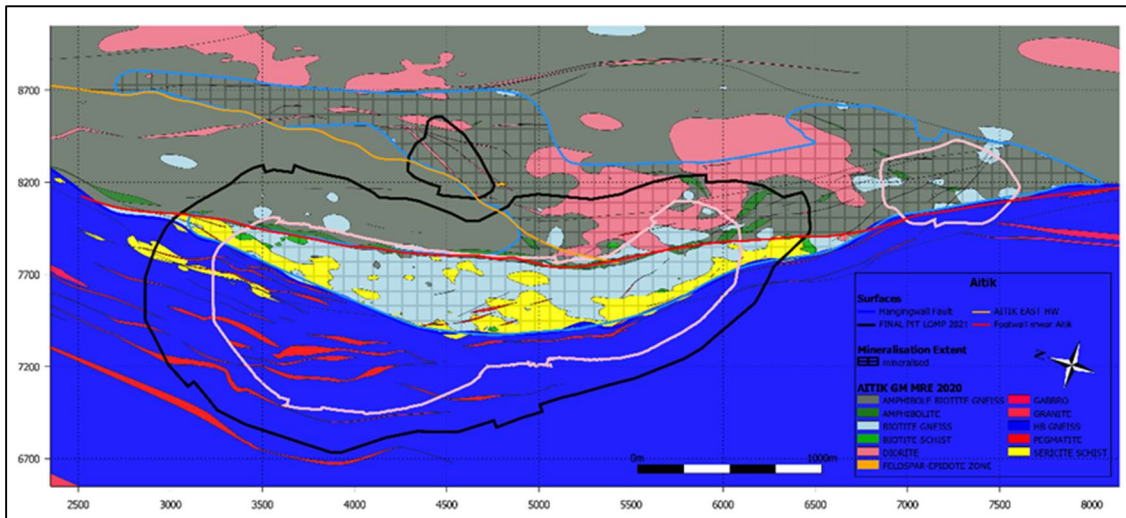 8700
8200
7700
7200
6700
2500 3000 3500 4000 4500 5000 5500 6000 6500 7000 7500 8000
Aitik
Surfaces
Hangingwall Fault
AITIK EAST HW
FINAL PIT LOMP 2021
Footwall shear Aitik
Mineralisation Extent
mineralised
AITIK GM MRE 2020
AMPHIBOLE BIOTITE GNEISS
GABBRO
AMPHIBOLITE
GRANITE
BIOTITE GNEISS
HB GNEISS
BIOTITE SCHIST
PEGMATITE
DIORITE
SERICITE SCHIST
FELDSPAR-EPIDOTE ZONE
0m 1000m